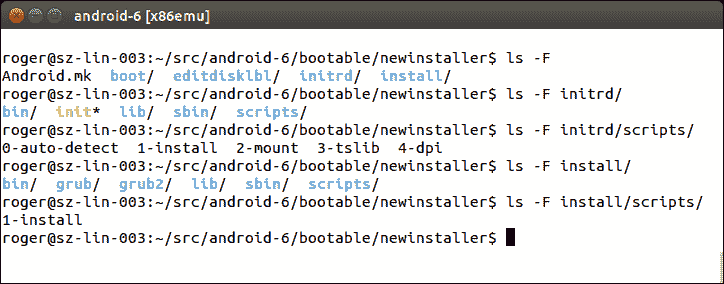 android-6 [x86emu]
roger@sz-lin-003:~/src/android-6/bootable/newinstaller$ ls -F
Android.mk  boot/  editdisklbl/  initrd/  install/
roger@sz-lin-003:~/src/android-6/bootable/newinstaller$ ls -F initrd/
bin/  init*  lib/  sbin/  scripts/
roger@sz-lin-003:~/src/android-6/bootable/newinstaller$ ls -F initrd/scripts/
0-auto-detect  1-install  2-mount  3-tslib  4-dpi
roger@sz-lin-003:~/src/android-6/bootable/newinstaller$ ls -F install/
bin/  grub/  grub2/  lib/  sbin/  scripts/
roger@sz-lin-003:~/src/android-6/bootable/newinstaller$ ls -F install/scripts/
1-install
roger@sz-lin-003:~/src/android-6/bootable/newinstaller$